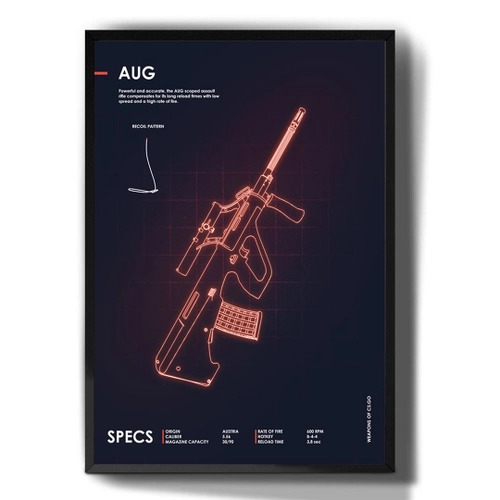 AUG
Powerful and accurate, the AUG scoped assault
rifle compensates for its long reload times with low
spread and a high rate of fire.
RECOIL PATTERN
SPECS
ORIGIN AUSTRIA
CALIBER 5.56
MAGAZINE CAPACITY 30/90
RATE OF FIRE 600 RPM
HOTKEY B-4-4
RELOAD TIME 3.8 sec
WEAPONS OF CS:GO